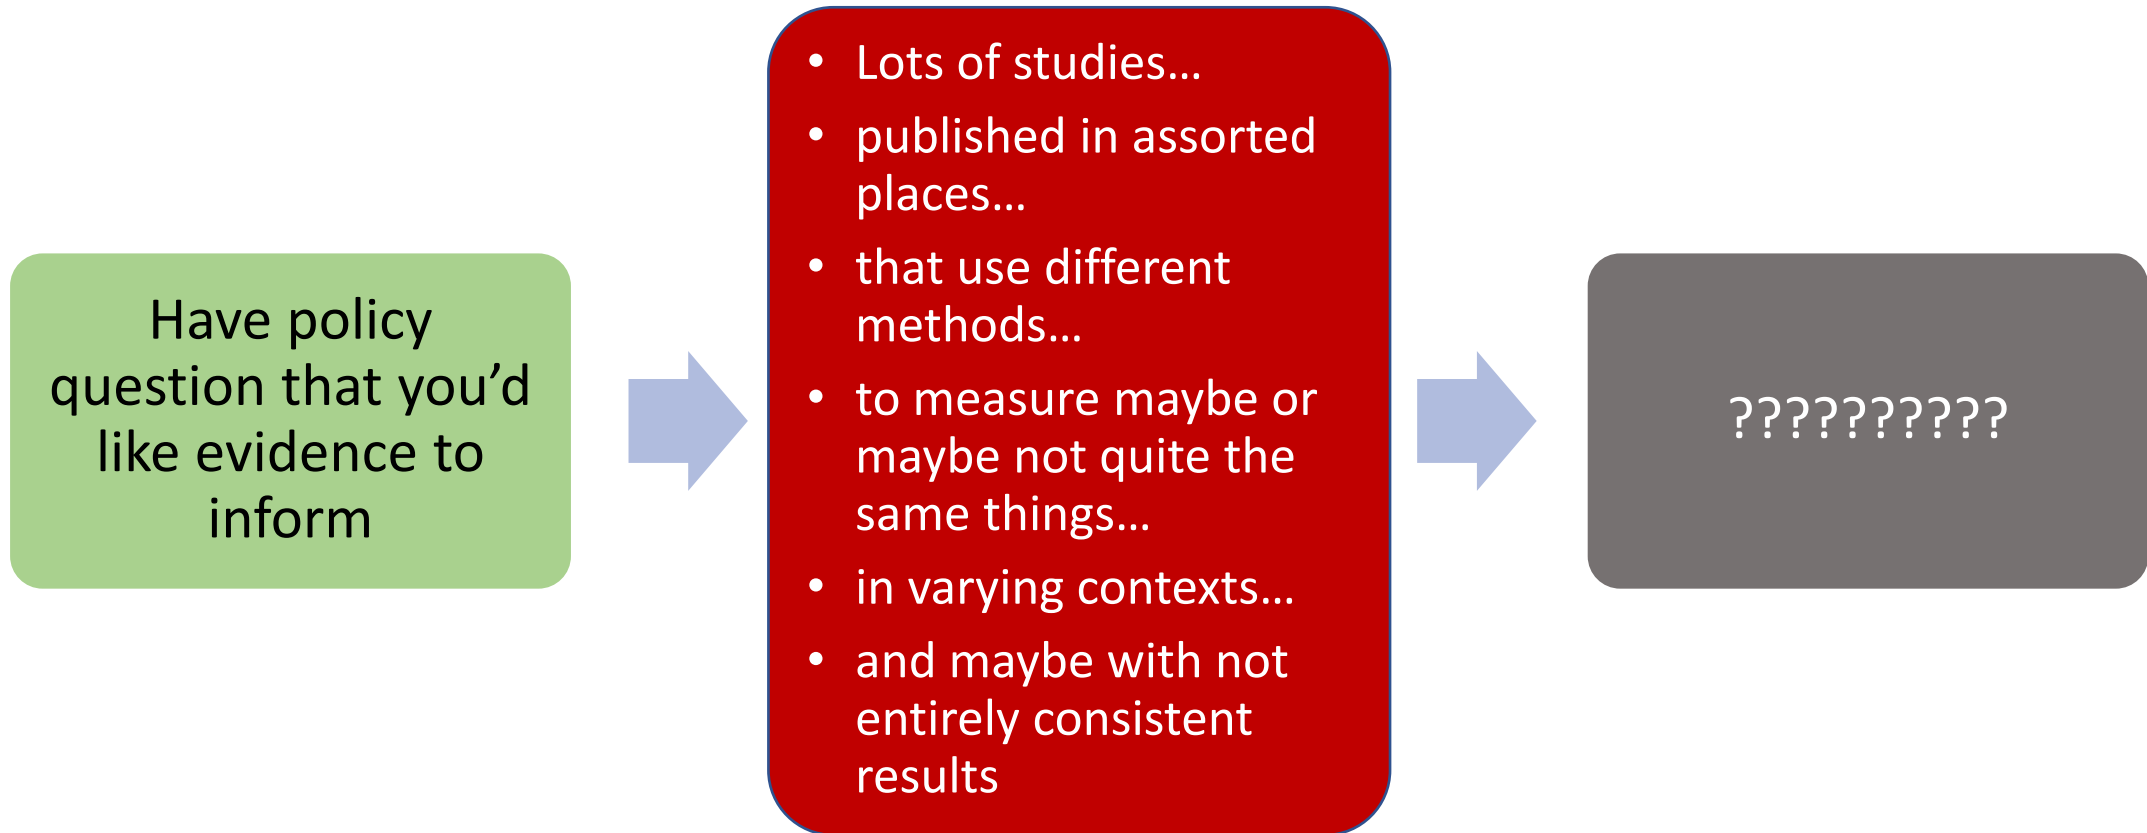 Have policy
question that you’d
like evidence to
inform
• Lots of studies…
• published in assorted
places…
• that use different
methods…
• to measure maybe or
maybe not quite the
same things…
• in varying contexts…
• and maybe with not
entirely consistent
results
??????????